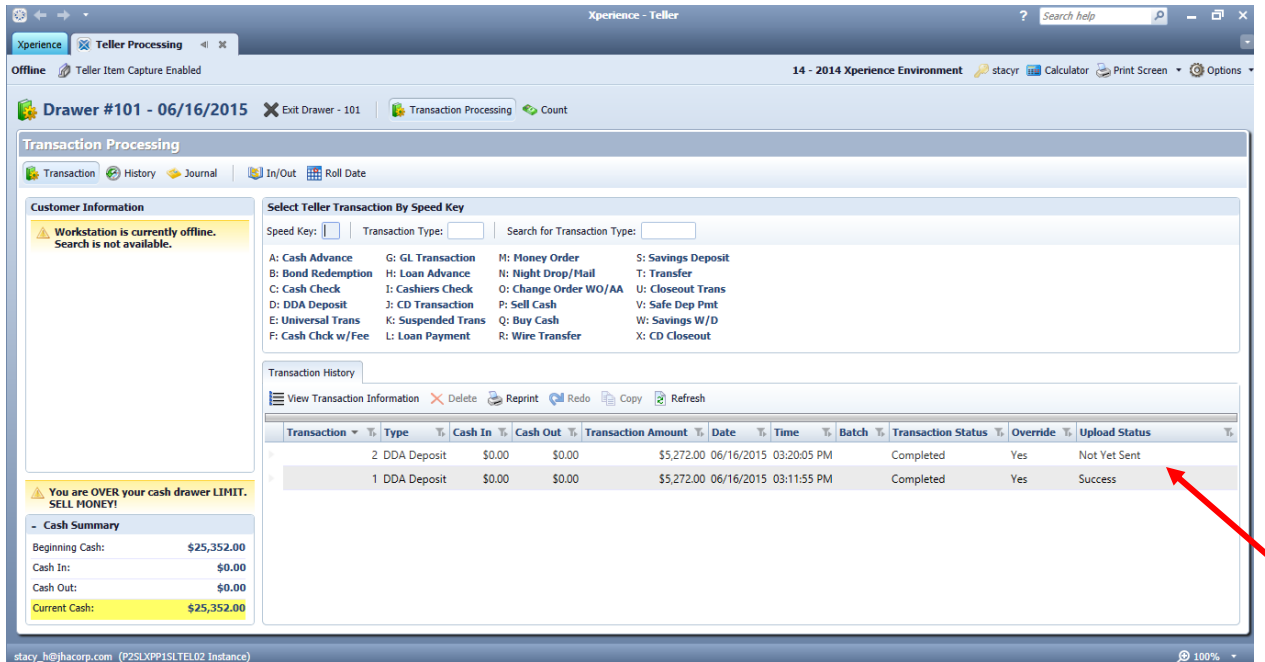 Xperience - Teller
? Search help
Xperience Teller Processing
Offline Teller Item Capture Enabled 14 - 2014 Xperience Environment stacyr Calculator Print Screen Options
Drawer #101 - 06/16/2015 Exit Drawer - 101 Transaction Processing Count
Transaction Processing
Transaction History Journal In/Out Roll Date
Customer Information
Workstation is currently offline.
Search is not available.
You are OVER your cash drawer LIMIT.
SELL MONEY!
- Cash Summary
Beginning Cash: $25,352.00
Cash In: $0.00
Cash Out: $0.00
Current Cash: $25,352.00
Select Teller Transaction By Speed Key
Speed Key: Transaction Type: Search for Transaction Type:
A: Cash Advance G: GL Transaction M: Money Order S: Savings Deposit
B: Bond Redemption H: Loan Advance N: Night Drop/Mail T: Transfer
C: Cash Check I: Cashiers Check O: Change Order WO/AA U: Closeout Trans
D: DDA Deposit J: CD Transaction P: Sell Cash V: Safe Dep Pmt
E: Universal Trans K: Suspended Trans Q: Buy Cash W: Savings W/D
F: Cash Chck w/Fee L: Loan Payment R: Wire Transfer X: CD Closeout
Transaction History
View Transaction Information Delete Reprint Redo Copy Refresh
Transaction Type Cash In Cash Out Transaction Amount Date Time Batch Transaction Status Override Upload Status
2 DDA Deposit $0.00 $0.00 $5,272.00 06/16/2015 03:20:05 PM Completed Yes Not Yet Sent
1 DDA Deposit $0.00 $0.00 $5,272.00 06/16/2015 03:11:55 PM Completed Yes Success
stacy_h@jhacorp.com (P2SLXPP1SLTEL02 Instance) 100%